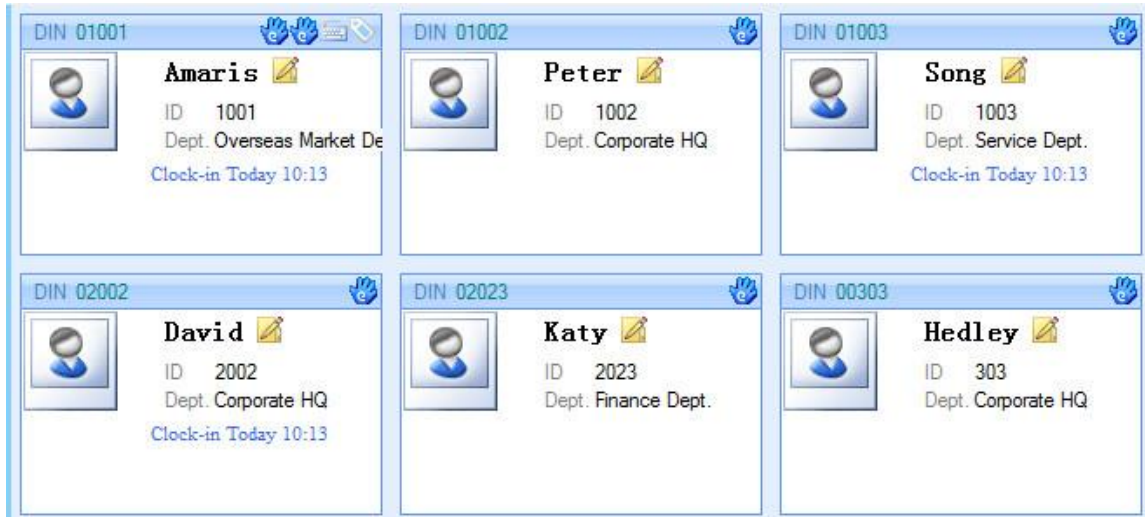 DIN 01001
Amaris
ID 1001
Dept. Overseas Market De
Clock-in Today 10:13
DIN 01002
Peter
ID 1002
Dept. Corporate HQ
DIN 01003
Song
ID 1003
Dept. Service Dept.
Clock-in Today 10:13
DIN 02002
David
ID 2002
Dept. Corporate HQ
Clock-in Today 10:13
DIN 02023
Katy
ID 2023
Dept. Finance Dept.
DIN 00303
Hedley
ID 303
Dept. Corporate HQ